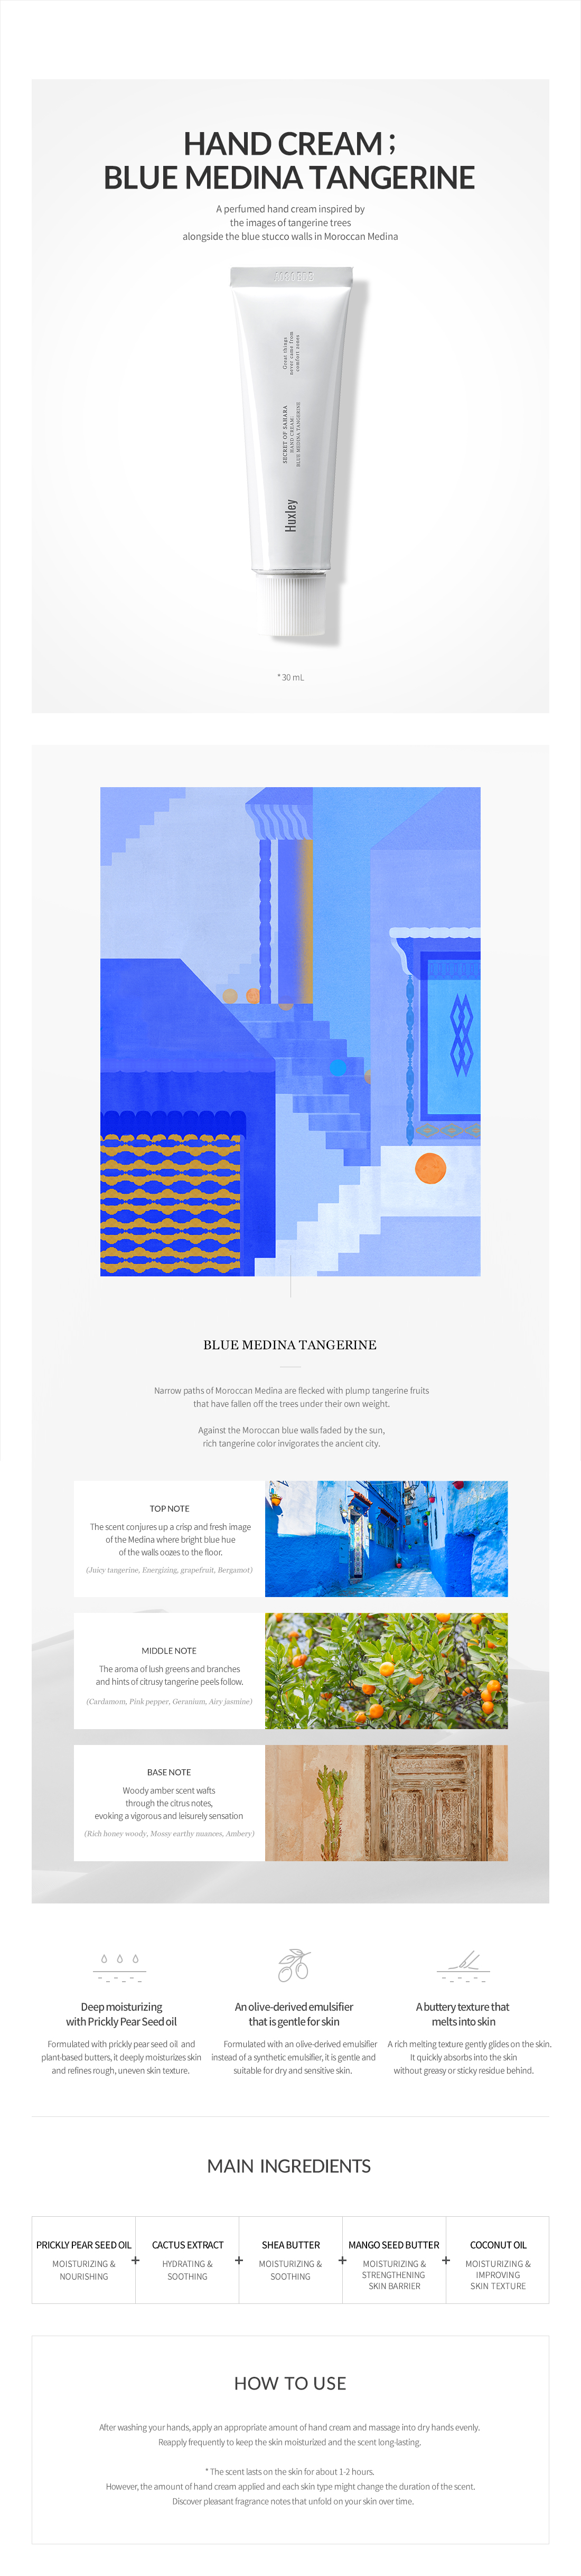 HAND CREAM ;
BLUE MEDINA TANGERINE
A perfumed hand cream inspired by
the images of tangerine trees
alongside the blue stucco walls in Moroccan Medina
Great things
never came from
comfort zones
SECRET OF SAHARA
HAND CREAM;
BLUE MEDINA TANGERINE
Huxley
* 30 mL
BLUE MEDINA TANGERINE
Narrow paths of Moroccan Medina are flecked with plump tangerine fruits
that have fallen off the trees under their own weight.
Against the Moroccan blue walls faded by the sun,
rich tangerine color invigorates the ancient city.
TOP NOTE
The scent conjures up a crisp and fresh image
of the Medina where bright blue hue
of the walls oozes to the floor.
(Juicy tangerine, Energizing, grapefruit, Bergamot)
MIDDLE NOTE
The aroma of lush greens and branches
and hints of citrusy tangerine peels follow.
(Cardamom, Pink pepper, Geranium, Airy jasmine)
BASE NOTE
Woody amber scent wafts
through the citrus notes,
evoking a vigorous and leisurely sensation
(Rich honey woody, Mossy earthy nuances, Ambery)
Deep moisturizing
with Prickly Pear Seed oil
Formulated with prickly pear seed oil and
plant-based butters, it deeply moisturizes skin
and refines rough, uneven skin texture.
An olive-derived emulsifier
that is gentle for skin
Formulated with an olive-derived emulsifier
instead of a synthetic emulsifier, it is gentle and
suitable for dry and sensitive skin.
A buttery texture that
melts into skin
A rich melting texture gently glides on the skin.
It quickly absorbs into the skin
without greasy or sticky residue behind.
MAIN INGREDIENTS
PRICKLY PEAR SEED OIL
MOISTURIZING &
NOURISHING
+
CACTUS EXTRACT
HYDRATING &
SOOTHING
+
SHEA BUTTER
MOISTURIZING &
SOOTHING
+
MANGO SEED BUTTER
MOISTURIZING &
STRENGTHENING
SKIN BARRIER
+
COCONUT OIL
MOISTURIZING &
IMPROVING
SKIN TEXTURE
HOW TO USE
After washing your hands, apply an appropriate amount of hand cream and massage into dry hands evenly.
Reapply frequently to keep the skin moisturized and the scent long-lasting.
* The scent lasts on the skin for about 1-2 hours.
However, the amount of hand cream applied and each skin type might change the duration of the scent.
Discover pleasant fragrance notes that unfold on your skin over time.